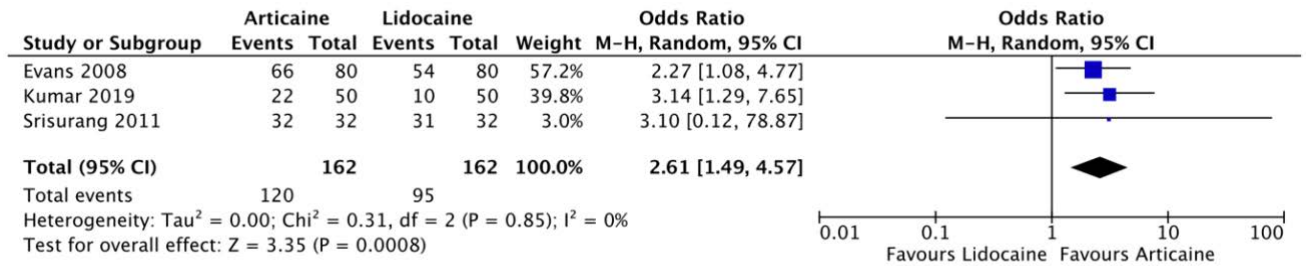 Articaine Lidocaine Odds Ratio Odds Ratio
Study or Subgroup Events Total Events Total Weight M-H, Random, 95% CI M-H, Random, 95% CI
Evans 2008 66 80 54 80 57.2% 2.27 [1.08, 4.77]
Kumar 2019 22 50 10 50 39.8% 3.14 [1.29, 7.65]
Srisurang 2011 32 32 31 32 3.0% 3.10 [0.12, 78.87]
Total (95% CI) 162 162 100.0% 2.61 [1.49, 4.57]
Total events 120 95
Heterogeneity: Tau² = 0.00; Chi² = 0.31, df = 2 (P = 0.85); I² = 0%
Test for overall effect: Z = 3.35 (P = 0.0008)
0.01 0.1 1 10 100
Favours Lidocaine Favours Articaine